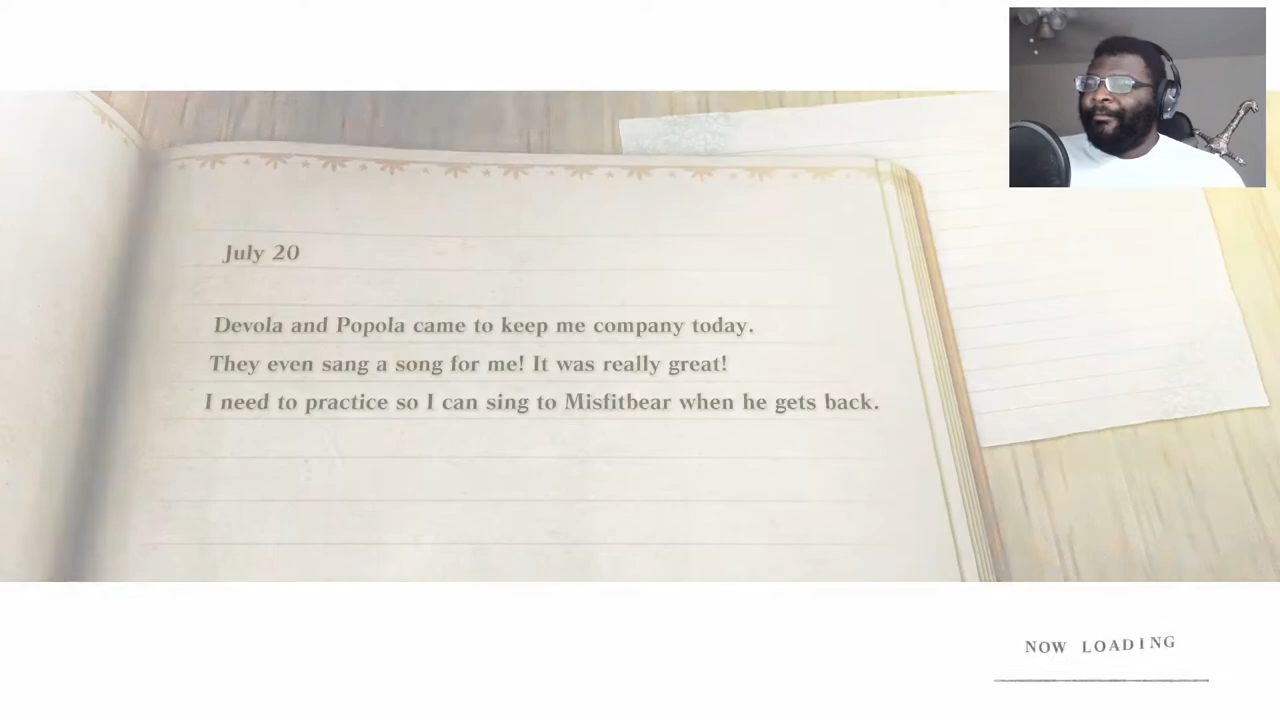 July 20
Devola and Popola came to keep me company today.
They even sang a song for me! It was really great!
I need to practice so I can sing to Misfitbear when he gets back.
NOW LOADING